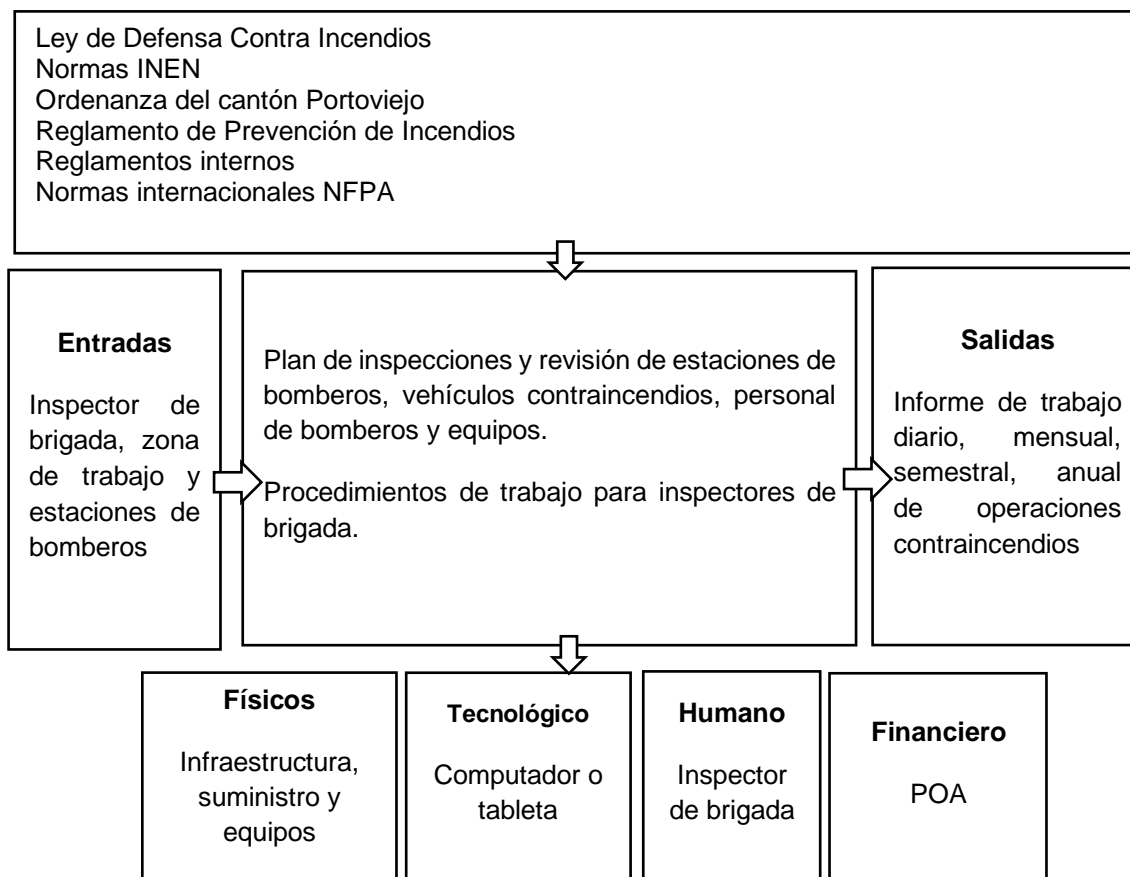 Ley de Defensa Contra Incendios
Normas INEN
Ordenanza del cantón Portoviejo
Reglamento de Prevención de Incendios
Reglamentos internos
Normas internacionales NFPA
Entradas
Inspector de
brigada, zona
de trabajo y
estaciones de
bomberos
Plan de inspecciones y revisión de estaciones de
bomberos, vehículos contraincendios, personal
de bomberos y equipos.
Procedimientos de trabajo para inspectores de
brigada.
Salidas
Informe de trabajo
diario, mensual,
semestral, anual
de operaciones
contraincendios
Físicos
Infraestructura,
suministro y
equipos
Tecnológico
Computador o
tableta
Humano
Inspector
de brigada
Financiero
POA